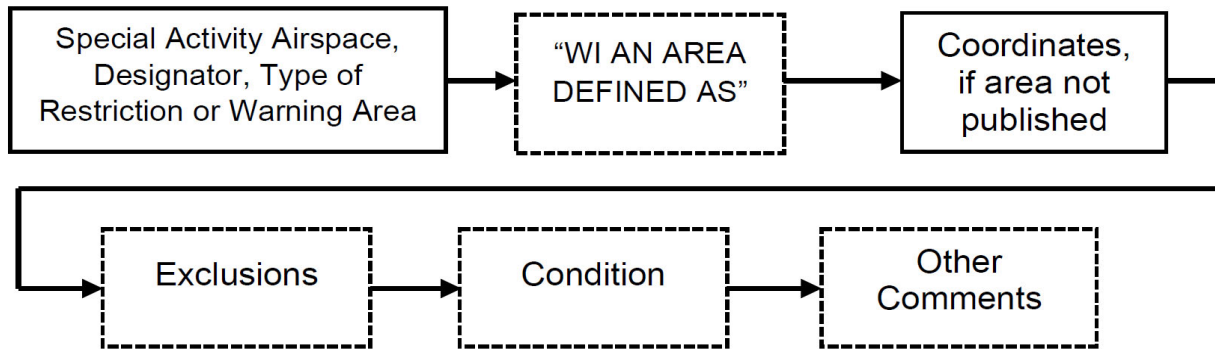 Special Activity Airspace,
Designator, Type of
Restriction or Warning Area
“WI AN AREA
DEFINED AS”
Coordinates,
if area not
published
Exclusions
Condition
Other
Comments